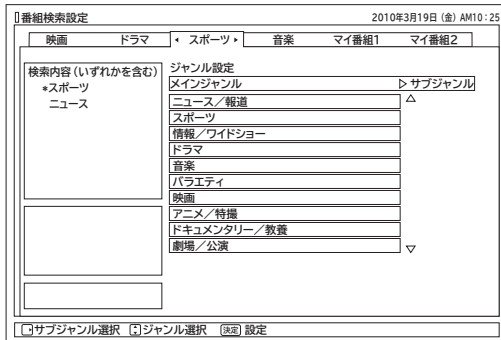 番組検索設定 2010年3月19日(金) AM10:25
映画 ドラマ スポーツ 音楽 マイ番組1 マイ番組2
検索内容(いずれかを含む)
*スポーツ
ニュース
ジャンル設定
メインジャンル ▷サブジャンル
ニュース/報道
スポーツ
情報/ワイドショー
ドラマ
音楽
バラエティ
映画
アニメ/特撮
ドキュメンタリー/教養
劇場/公演
サブジャンル選択 ジャンル選択 決定 設定